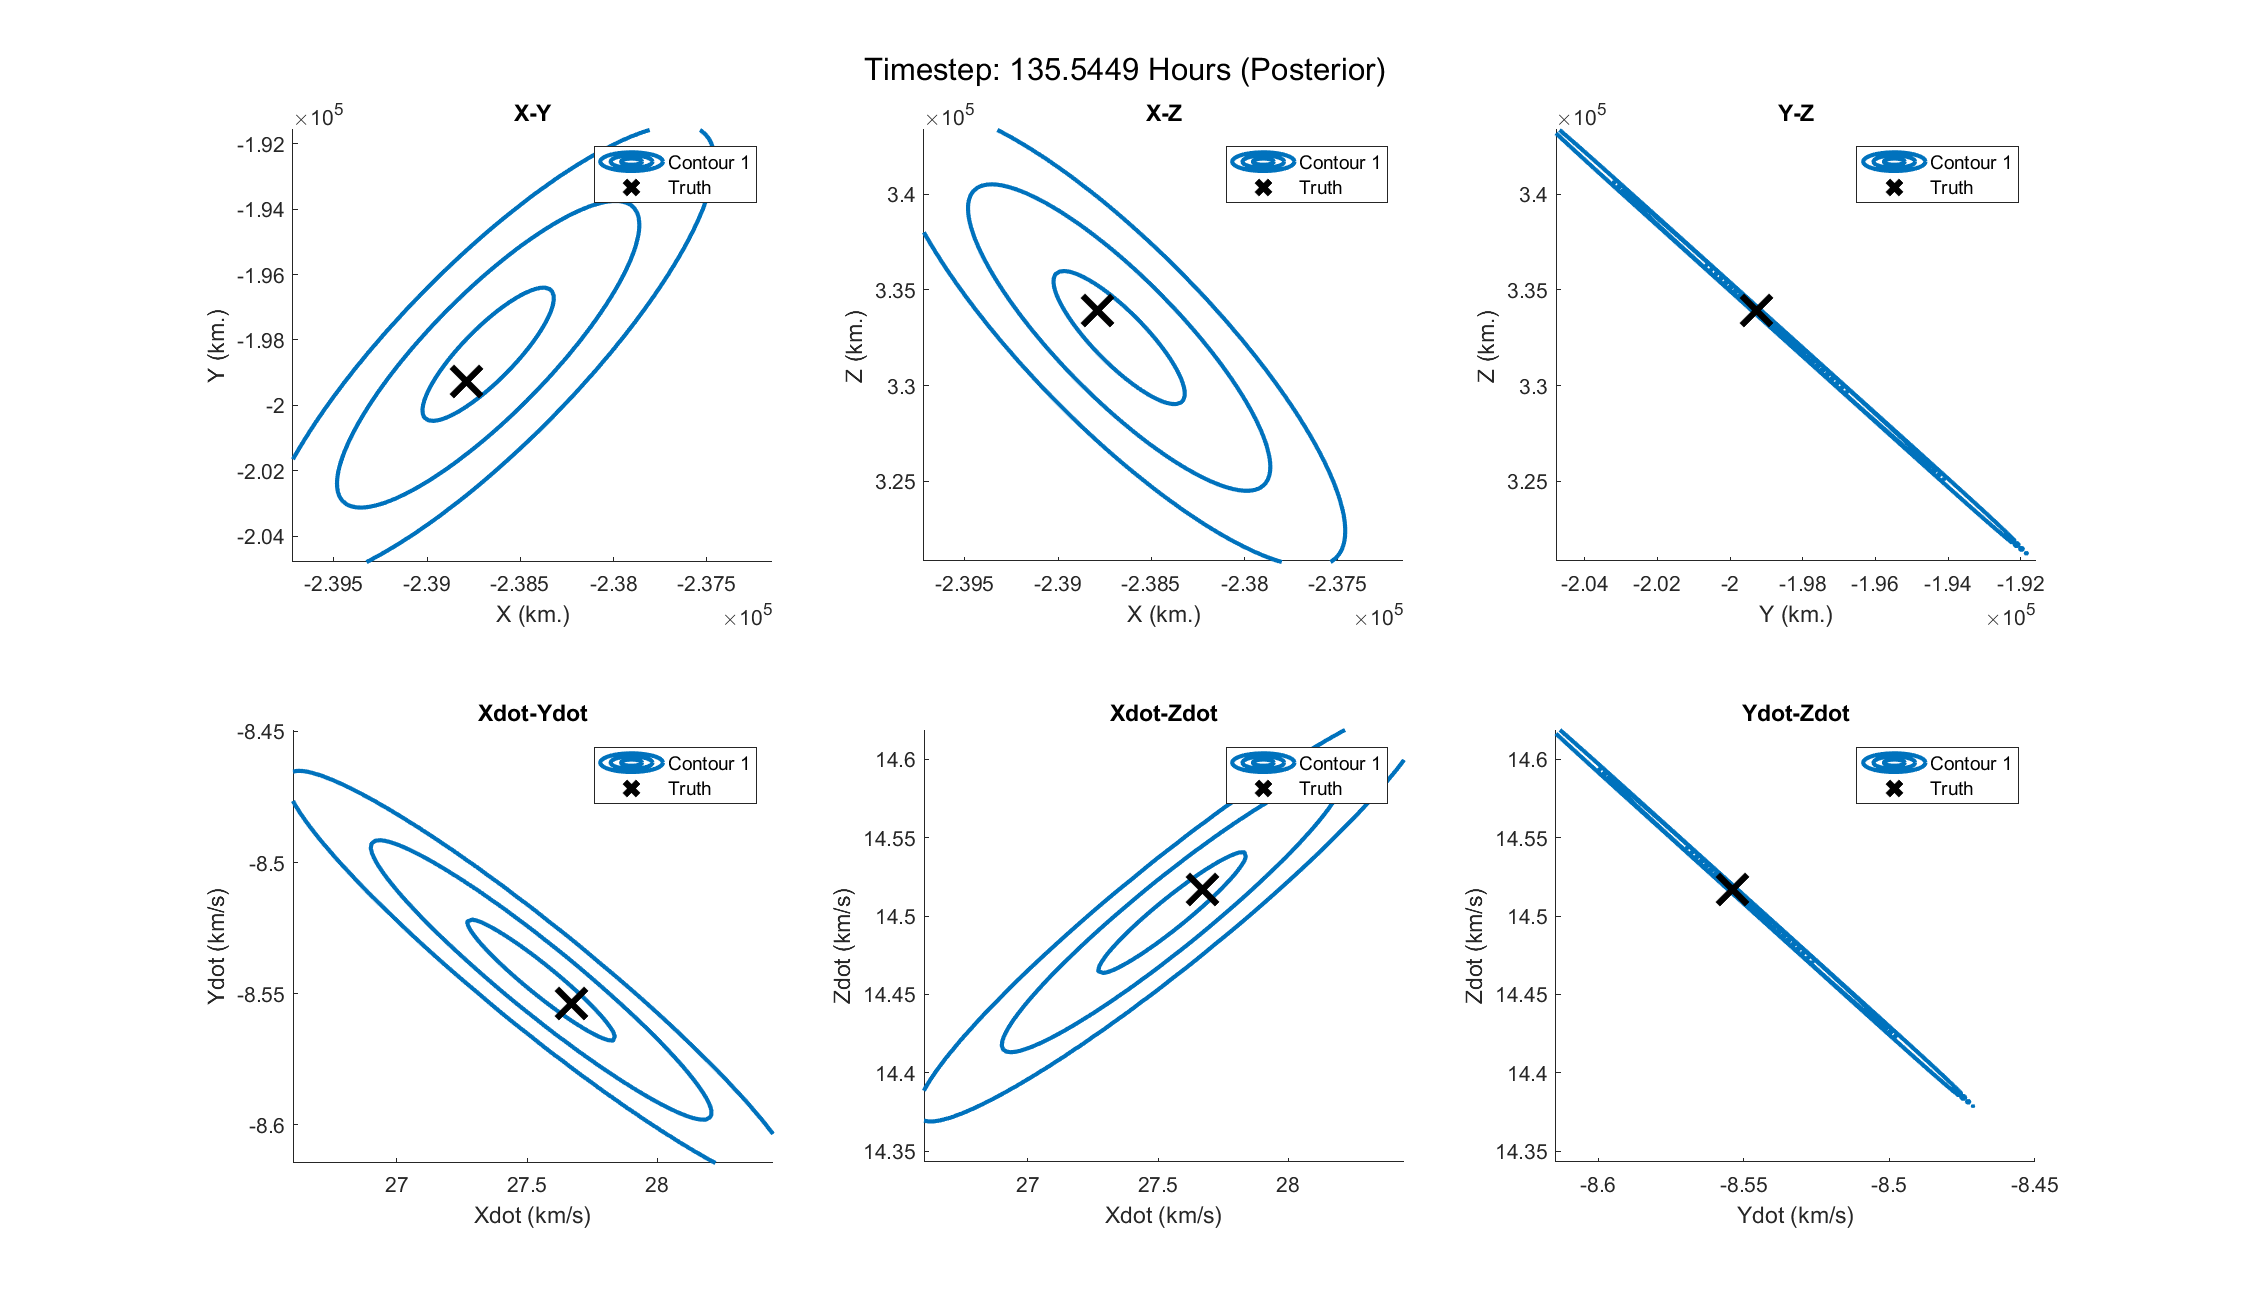 Timestep: 135.5449 Hours (Posterior)
X-Y
×10^5
-1.92
-1.94
-1.96
-1.98
-2
-2.02
-2.04
Y (km.)
-2.395 -2.39 -2.385 -2.38 -2.375
X (km.)
×10^5
Contour 1
Truth
X-Z
×10^5
3.4
3.35
3.3
3.25
Z (km.)
-2.395 -2.39 -2.385 -2.38 -2.375
X (km.)
×10^5
Contour 1
Truth
Y-Z
×10^5
3.4
3.35
3.3
3.25
Z (km.)
-2.04 -2.02 -2 -1.98 -1.96 -1.94 -1.92
Y (km.)
×10^5
Contour 1
Truth
Xdot-Ydot
-8.45
-8.5
-8.55
-8.6
Ydot (km/s)
27 27.5 28
Xdot (km/s)
Contour 1
Truth
Xdot-Zdot
14.6
14.55
14.5
14.45
14.4
14.35
Zdot (km/s)
27 27.5 28
Xdot (km/s)
Contour 1
Truth
Ydot-Zdot
14.6
14.55
14.5
14.45
14.4
14.35
Zdot (km/s)
-8.6 -8.55 -8.5 -8.45
Ydot (km/s)
Contour 1
Truth